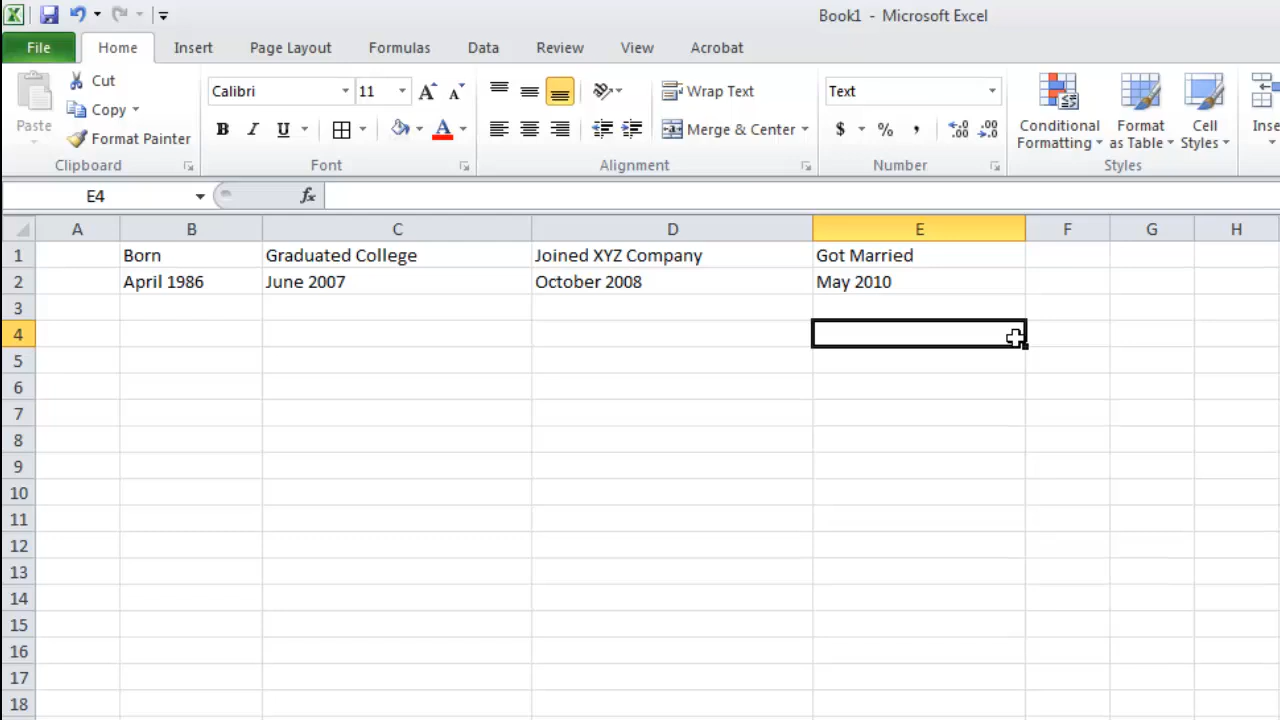 Book1 - Microsoft Excel
File Home Insert Page Layout Formulas Data Review View Acrobat
Paste
Cut
Copy
Format Painter
Clipboard
Calibri 11
B I U A
Font
Wrap Text
Merge & Center
Alignment
Text
$ % ,
Number
Conditional Formatting
Format as Table
Cell Styles
Styles
E4 fx
A B C D E F G H
1 Born Graduated College Joined XYZ Company Got Married
2 April 1986 June 2007 October 2008 May 2010
3
4
5
6
7
8
9
10
11
12
13
14
15
16
17
18